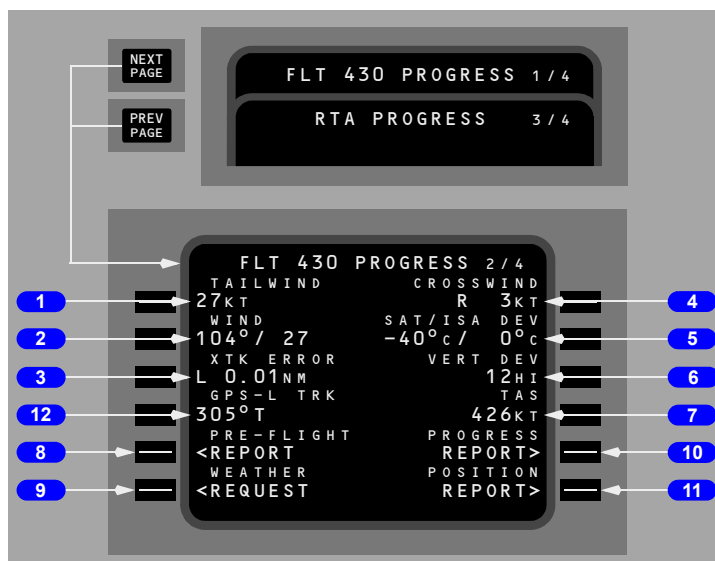 NEXT
PAGE
FLT 430 PROGRESS 1/4
PREV
PAGE
RTA PROGRESS 3/4
FLT 430 PROGRESS 2/4
TAILWIND CROSSWIND
1 27KT R 3KT 4
WIND SAT/ISA DEV
2 104°/ 27 -40°C/ 0°C 5
XTK ERROR VERT DEV
3 L 0.01NM 12HI 6
GPS-L TRK TAS
12 305°T 426KT 7
PRE-FLIGHT PROGRESS
8 <REPORT REPORT> 10
WEATHER POSITION
9 <REQUEST REPORT> 11